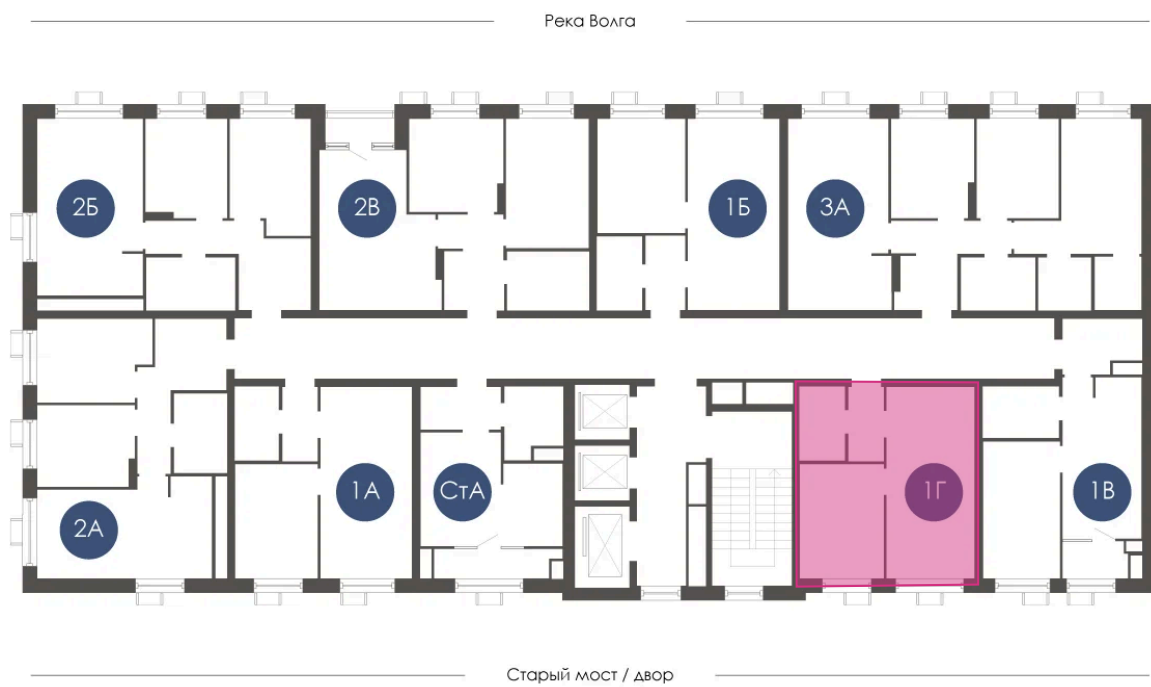 Река Волга
2Б
2В
1Б
3А
2А
1А
СтА
1Г
1В
Старый мост / двор